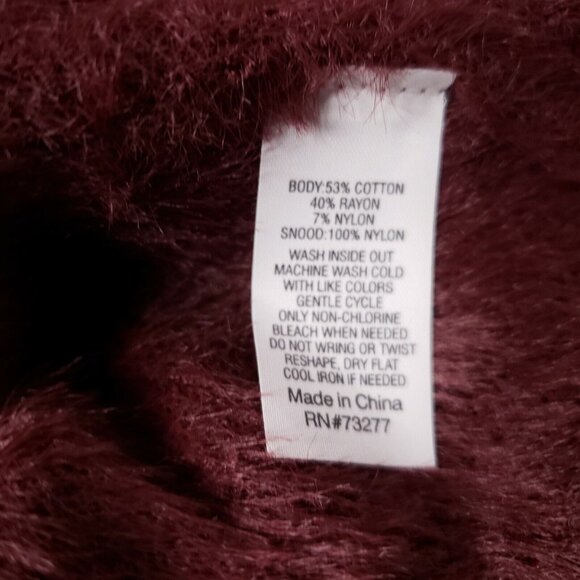 BODY:53% COTTON
40% RAYON
7% NYLON
SNOOD:100% NYLON
WASH INSIDE OUT
MACHINE WASH COLD
WITH LIKE COLORS
GENTLE CYCLE
ONLY NON-CHLORINE
BLEACH WHEN NEEDED
DO NOT WRING OR TWIST
RESHAPE, DRY FLAT
COOL IRON IF NEEDED
Made in China
RN#73277